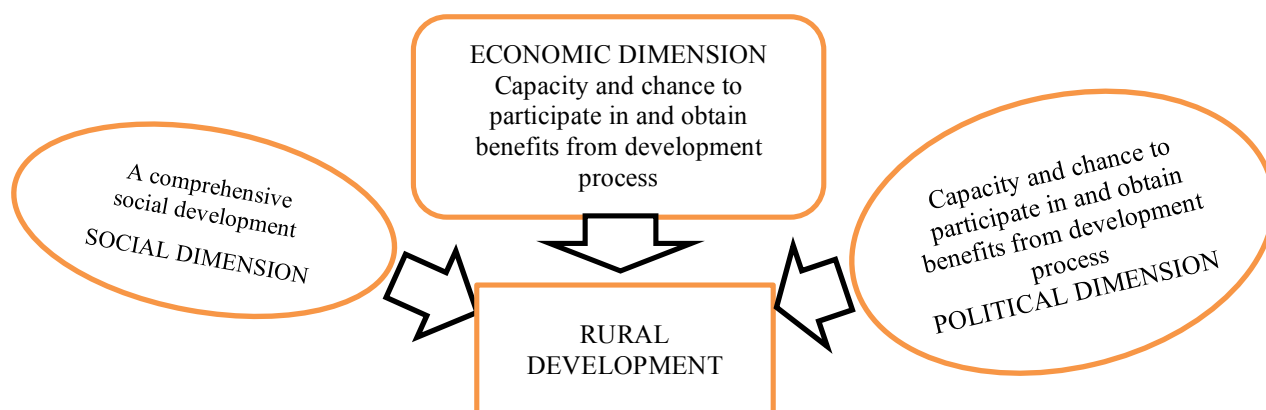 ECONOMIC DIMENSION
Capacity and chance to
participate in and obtain
benefits from development
process
A comprehensive
social development
SOCIAL DIMENSION
Capacity and chance to
participate in and obtain
benefits from development
process
POLITICAL DIMENSION
RURAL
DEVELOPMENT